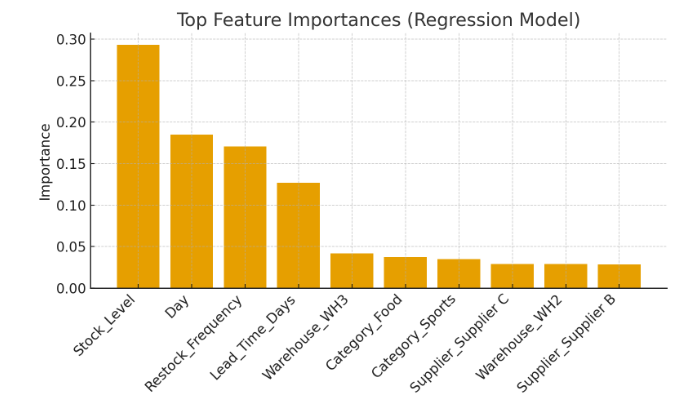 Top Feature Importances (Regression Model)
Importance
0.30
0.25
0.20
0.15
0.10
0.05
0.00
Stock_Level
Day
Restock_Frequency
Lead_Time_Days
Warehouse_WH3
Category_Food
Category_Sports
Supplier_Supplier C
Warehouse_WH2
Supplier_Supplier B